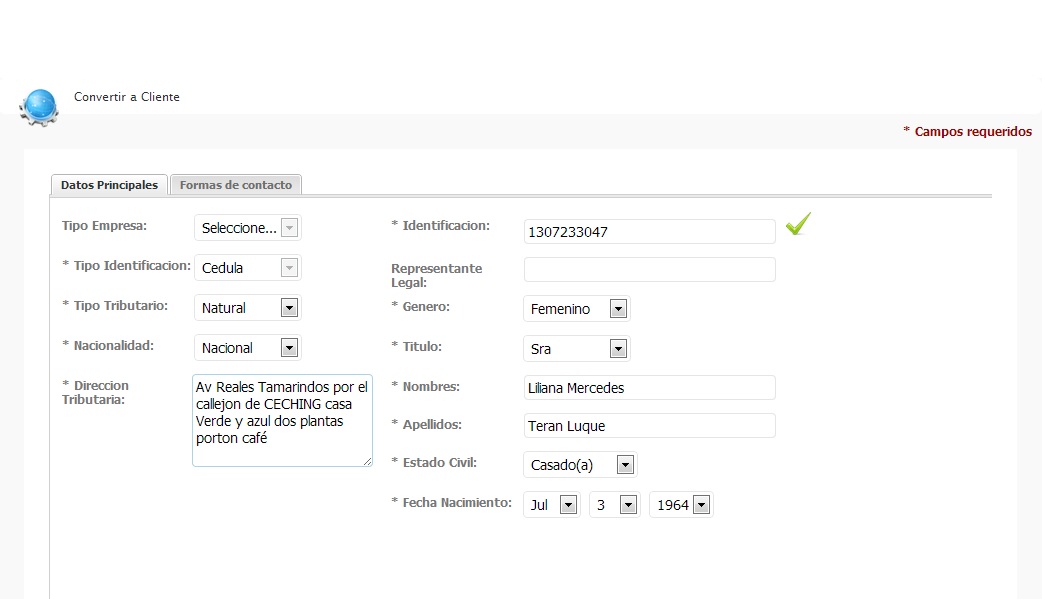 Convertir a Cliente
* Campos requeridos
Datos Principales
Formas de contacto
Tipo Empresa:
Seleccione...
* Tipo Identificacion:
Cedula
* Tipo Tributario:
Natural
* Nacionalidad:
Nacional
* Direccion
Tributaria:
Av Reales Tamarindos por el
callejon de CECHING casa
Verde y azul dos plantas
porton café
* Identificacion:
1307233047
Representante
Legal:
* Genero:
Femenino
* Titulo:
Sra
* Nombres:
Liliana Mercedes
* Apellidos:
Teran Luque
* Estado Civil:
Casado(a)
* Fecha Nacimiento:
Jul
3
1964